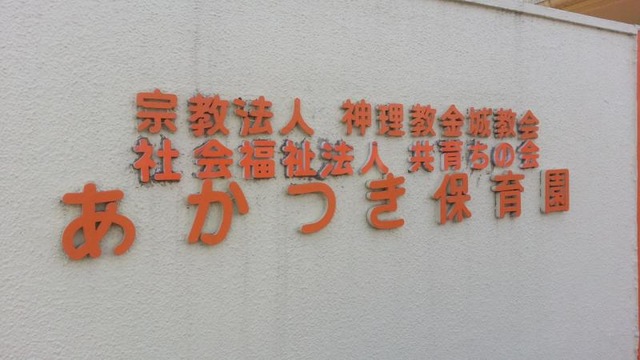 宗教法人 神理教金城教会
社会福祉法人 共育ちの会
あかつき保育園